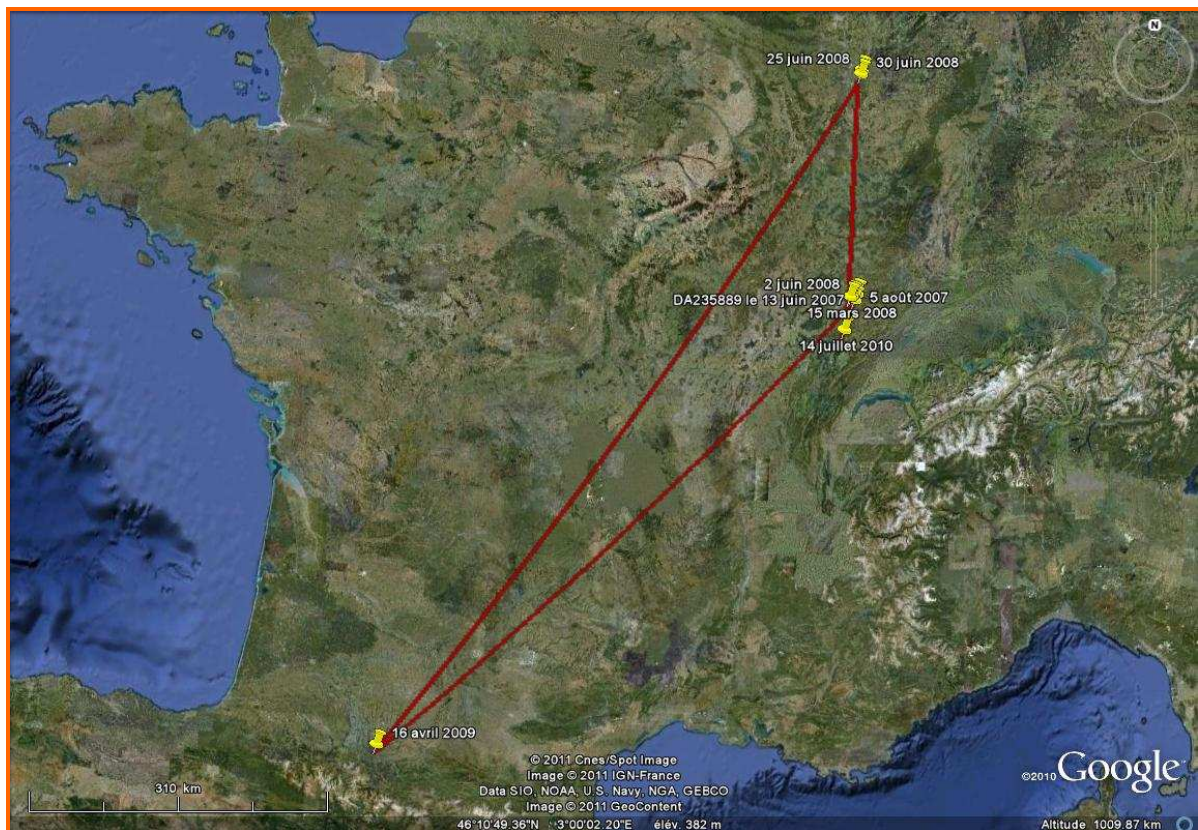 N
25 juin 2008
30 juin 2008
2 juin 2008
DA235889 le 13 juin 2007
5 août 2007
15 mars 2008
14 juillet 2010
16 avril 2009
© 2011 Cnes/Spot Image
Image © 2011 IGN-France
Data SIO, NOAA, U.S. Navy, NGA, GEBCO
Image © 2011 GeoContent
©2010 Google
310 km
46°10'49.36"N 3°00'02.20"E élév. 382 m
Altitude 1009.87 km